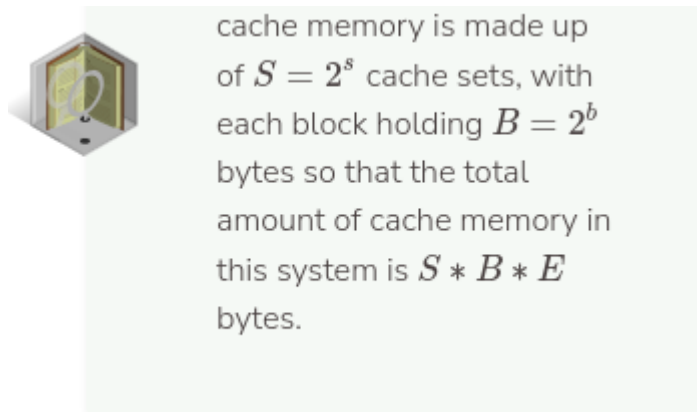 cache memory is made up
of S = 2^s cache sets, with
each block holding B = 2^b
bytes so that the total
amount of cache memory in
this system is S * B * E
bytes.